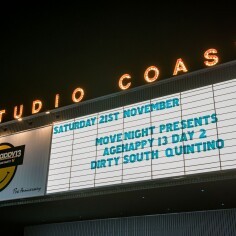 STUDIO COAS
SATURDAY 21ST NOVEMBER
MOVE NIGHT PRESENTS
AGEHAPPY 13 DAY 2
DIRTY SOUTH QUINTINO